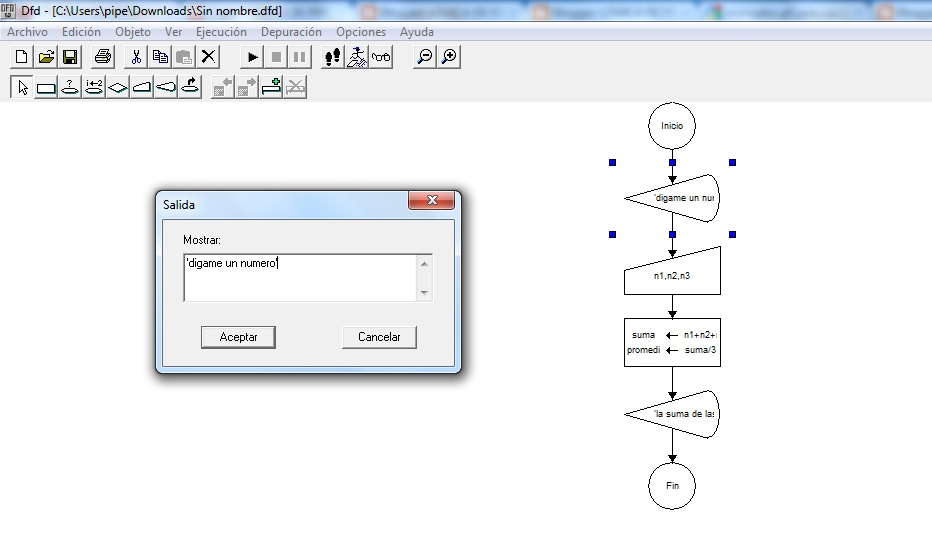 Dfd - [C:\Users\pipe\Downloads\Sin nombre.dfd]
Archivo Edición Objeto Ver Ejecución Depuración Opciones Ayuda
Salida
Mostrar:
'digame un numero'
Aceptar Cancelar
Inicio
'digame un nur
n1,n2,n3
suma ← n1+n2+
promedi ← suma/3
'la suma de las
Fin